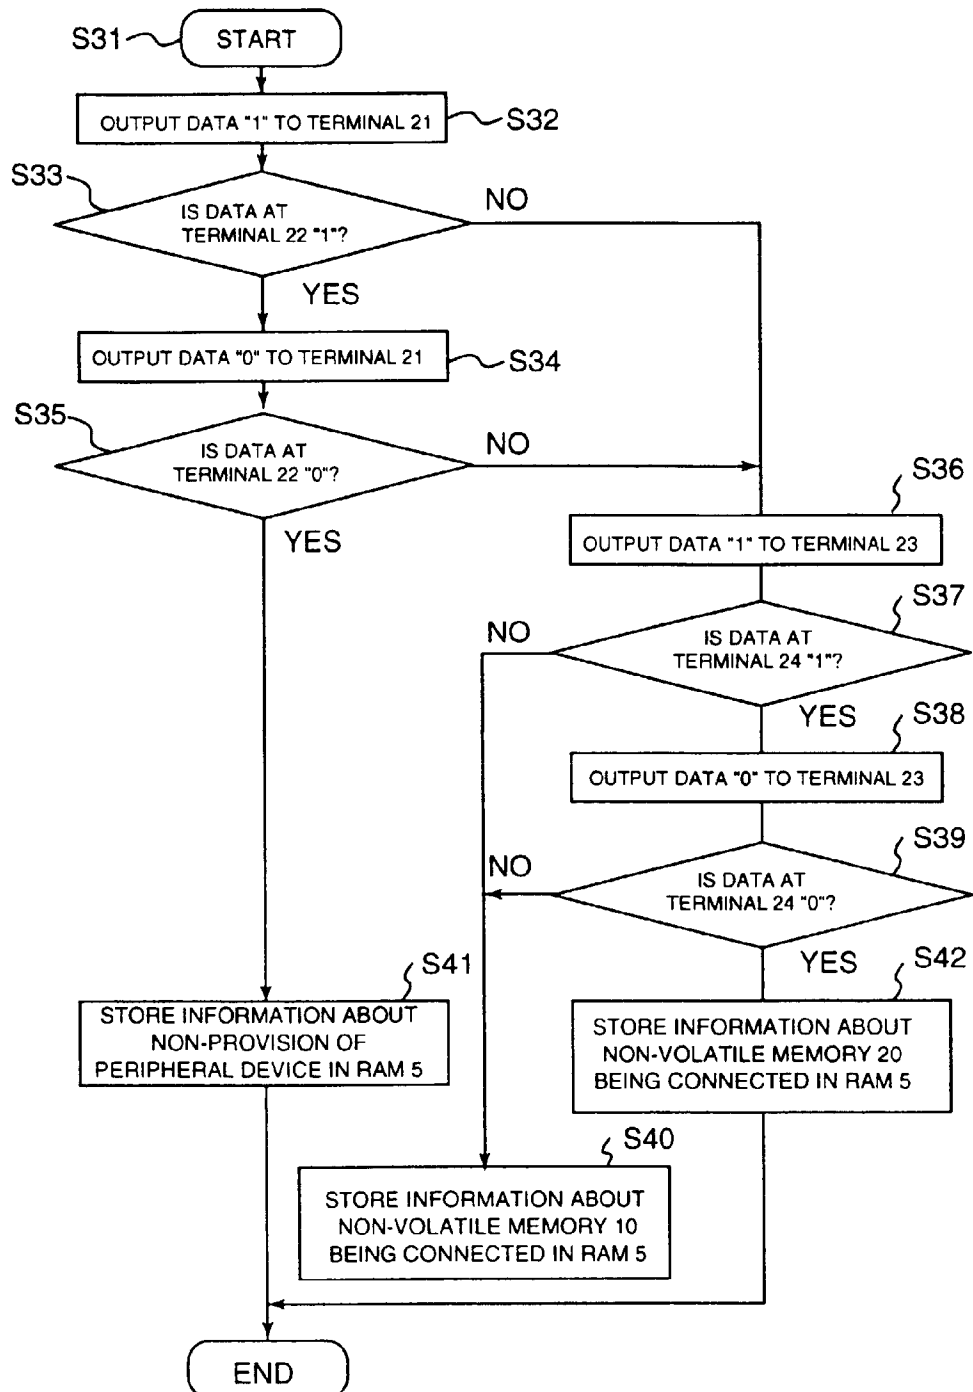 S31
START
OUTPUT DATA "1" TO TERMINAL 21
S32
S33
IS DATA AT
TERMINAL 22 "1"?
NO
YES
OUTPUT DATA "0" TO TERMINAL 21
S34
S35
IS DATA AT
TERMINAL 22 "0"?
NO
YES
S36
OUTPUT DATA "1" TO TERMINAL 23
S37
NO
IS DATA AT
TERMINAL 24 "1"?
YES
S38
OUTPUT DATA "0" TO TERMINAL 23
S39
NO
IS DATA AT
TERMINAL 24 "0"?
YES
S41
STORE INFORMATION ABOUT
NON-PROVISION OF
PERIPHERAL DEVICE IN RAM 5
S42
STORE INFORMATION ABOUT
NON-VOLATILE MEMORY 20
BEING CONNECTED IN RAM 5
S40
STORE INFORMATION ABOUT
NON-VOLATILE MEMORY 10
BEING CONNECTED IN RAM 5
END